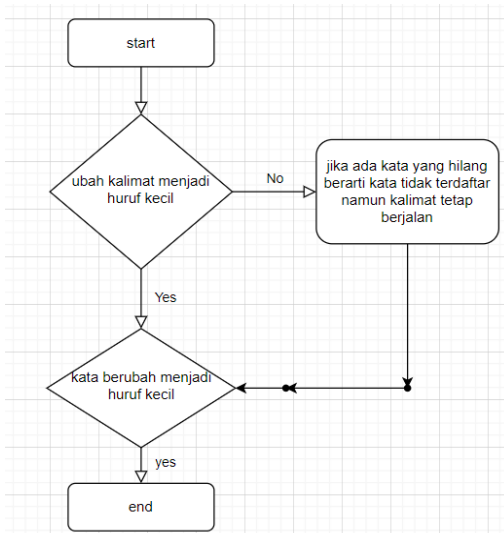 start
ubah kalimat menjadi
huruf kecil
No
jika ada kata yang hilang
berarti kata tidak terdaftar
namun kalimat tetap
berjalan
Yes
kata berubah menjadi
huruf kecil
yes
end